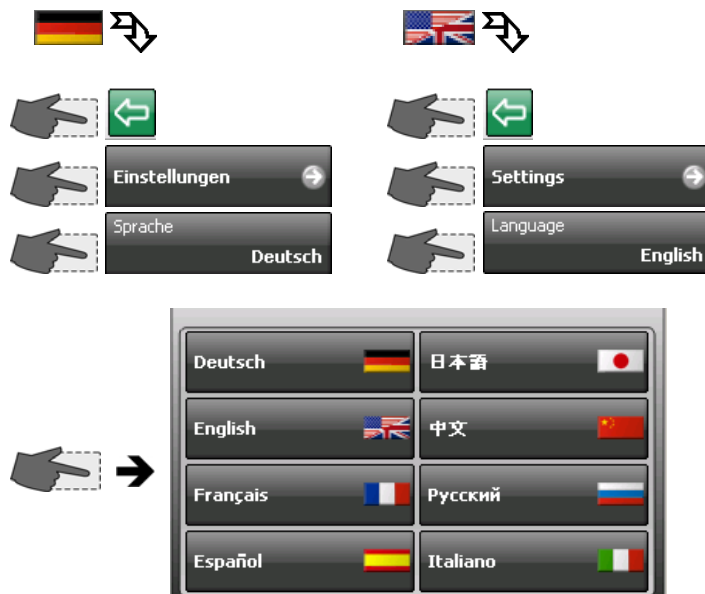 Einstellungen
Sprache
Deutsch
Settings
Language
English
Deutsch
日本語
English
中文
Français
Русский
Español
Italiano